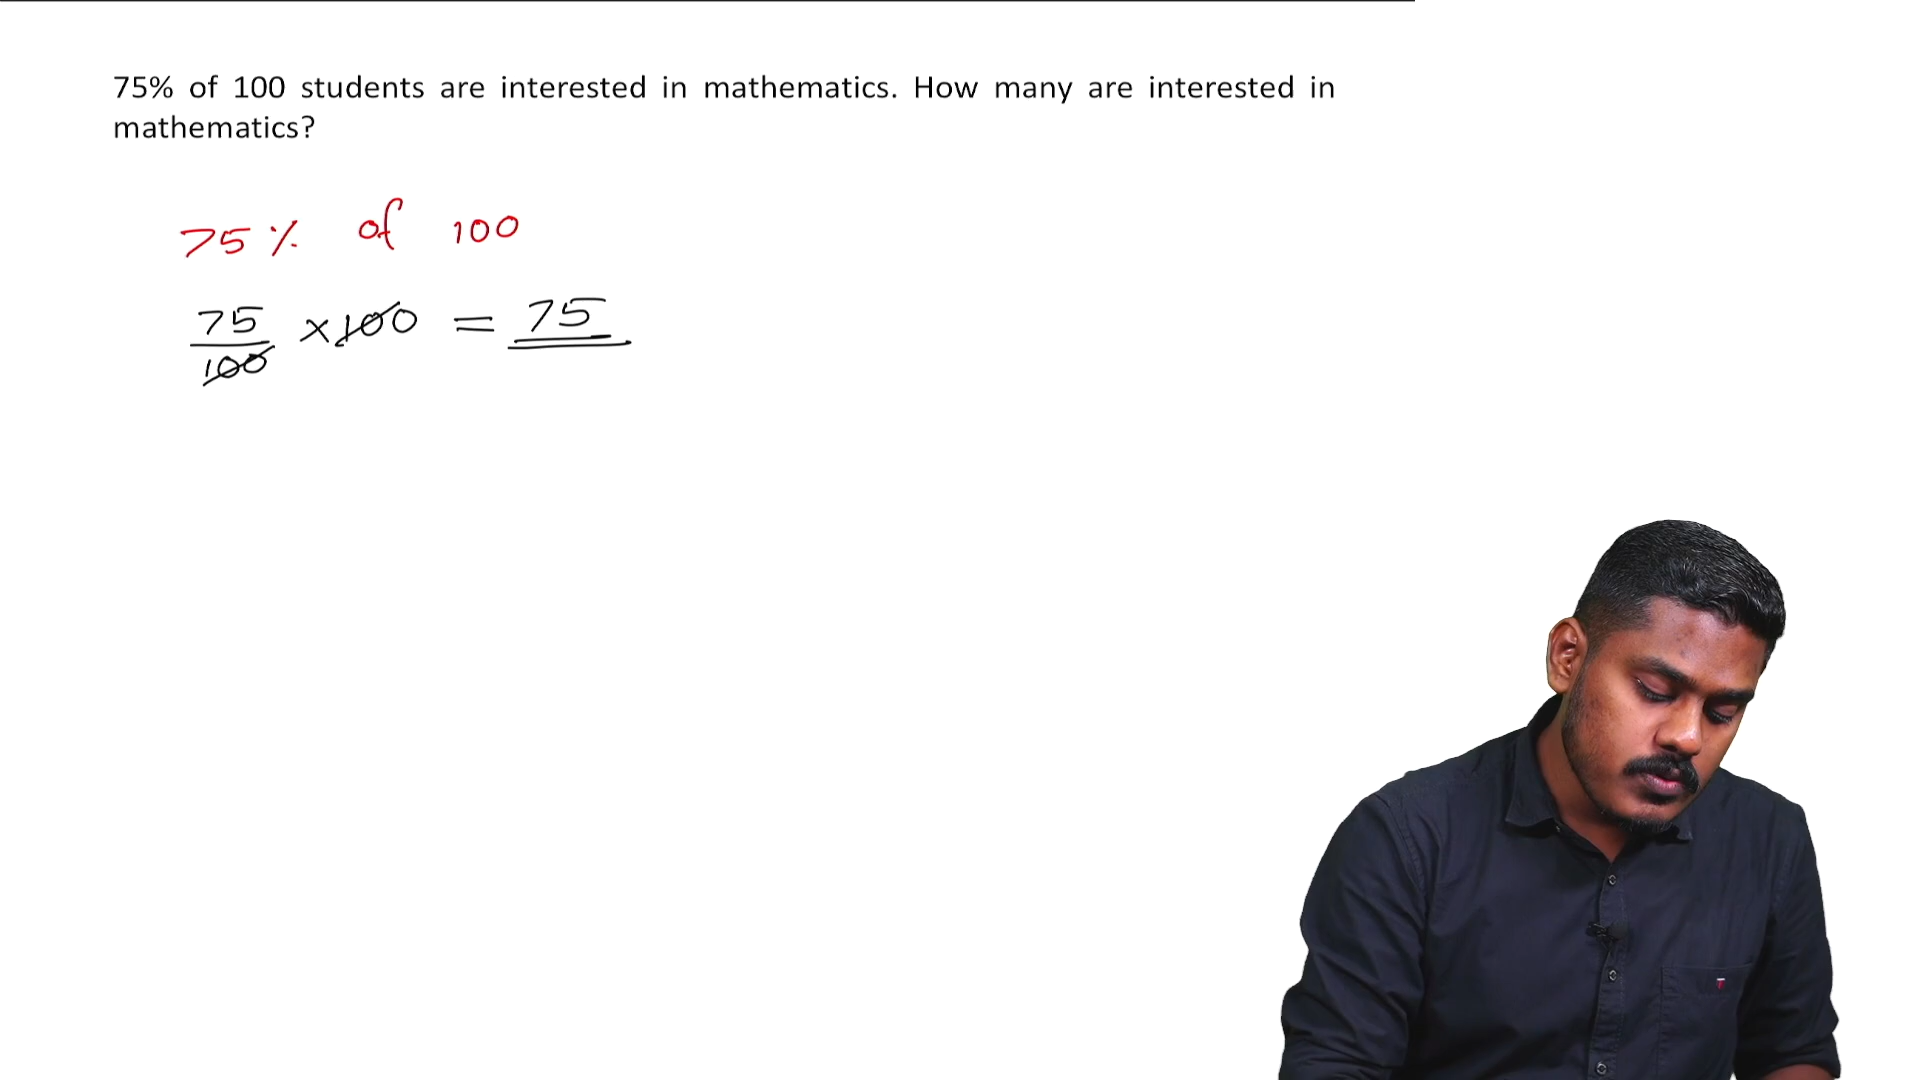 75% of 100 students are interested in mathematics. How many are interested in
mathematics?
75% of 100
75/100 × 100 = 75